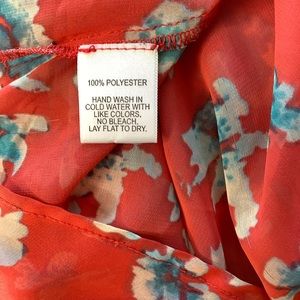 100% POLYESTER
HAND WASH IN
COLD WATER WITH
LIKE COLORS,
NO BLEACH,
LAY FLAT TO DRY.